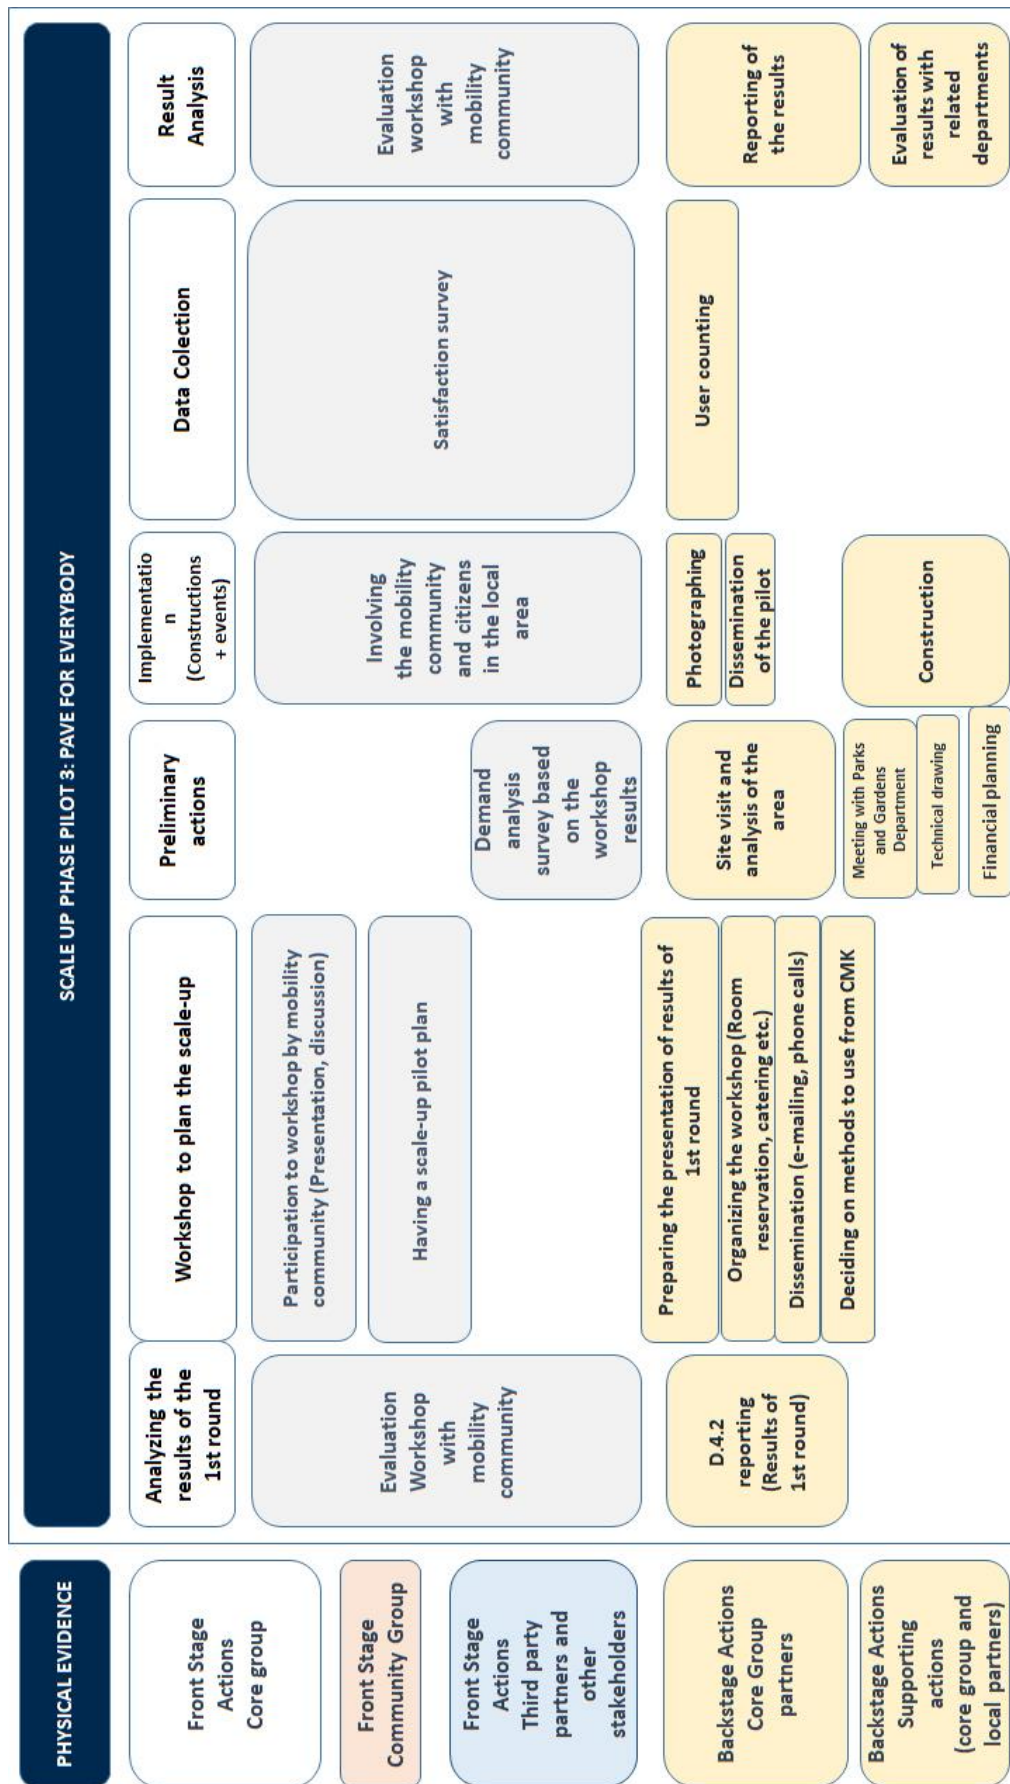 PHYSICAL EVIDENCE
SCALE UP PHASE PILOT 3: PAVE FOR EVERYBODY
Front Stage
Actions
Core group
Analyzing the
results of the
1st round
Workshop to plan the scale-up
Preliminary
actions
Implementatio
n
(Constructions
+ events)
Data Colection
Result
Analysis
Front Stage
Community Group
Front Stage
Actions
Third party
partners and
other
stakeholders
Evaluation
Workshop
with
mobility
community
Participation to workshop by mobility
community (Presentation, discussion)
Having a scale-up pilot plan
Demand
analysis
survey based
on the
workshop
results
Involving
the mobility
community
and citizens
in the local
area
Satisfaction survey
Evaluation
workshop
with
mobility
community
Backstage Actions
Core Group
partners
D.4.2
reporting
(Results of
1st round)
Preparing the presentation of results of
1st round
Organizing the workshop (Room
reservation, catering etc.)
Dissemination (e-mailing, phone calls)
Deciding on methods to use from CMK
Site visit and
analysis of the
area
Photographing
Dissemination
of the pilot
User counting
Reporting of
the results
Backstage Actions
Supporting
actions
(core group and
local partners)
Meeting with Parks
and Gardens
Department
Technical drawing
Financial planning
Construction
Evaluation of
results with
related
departments